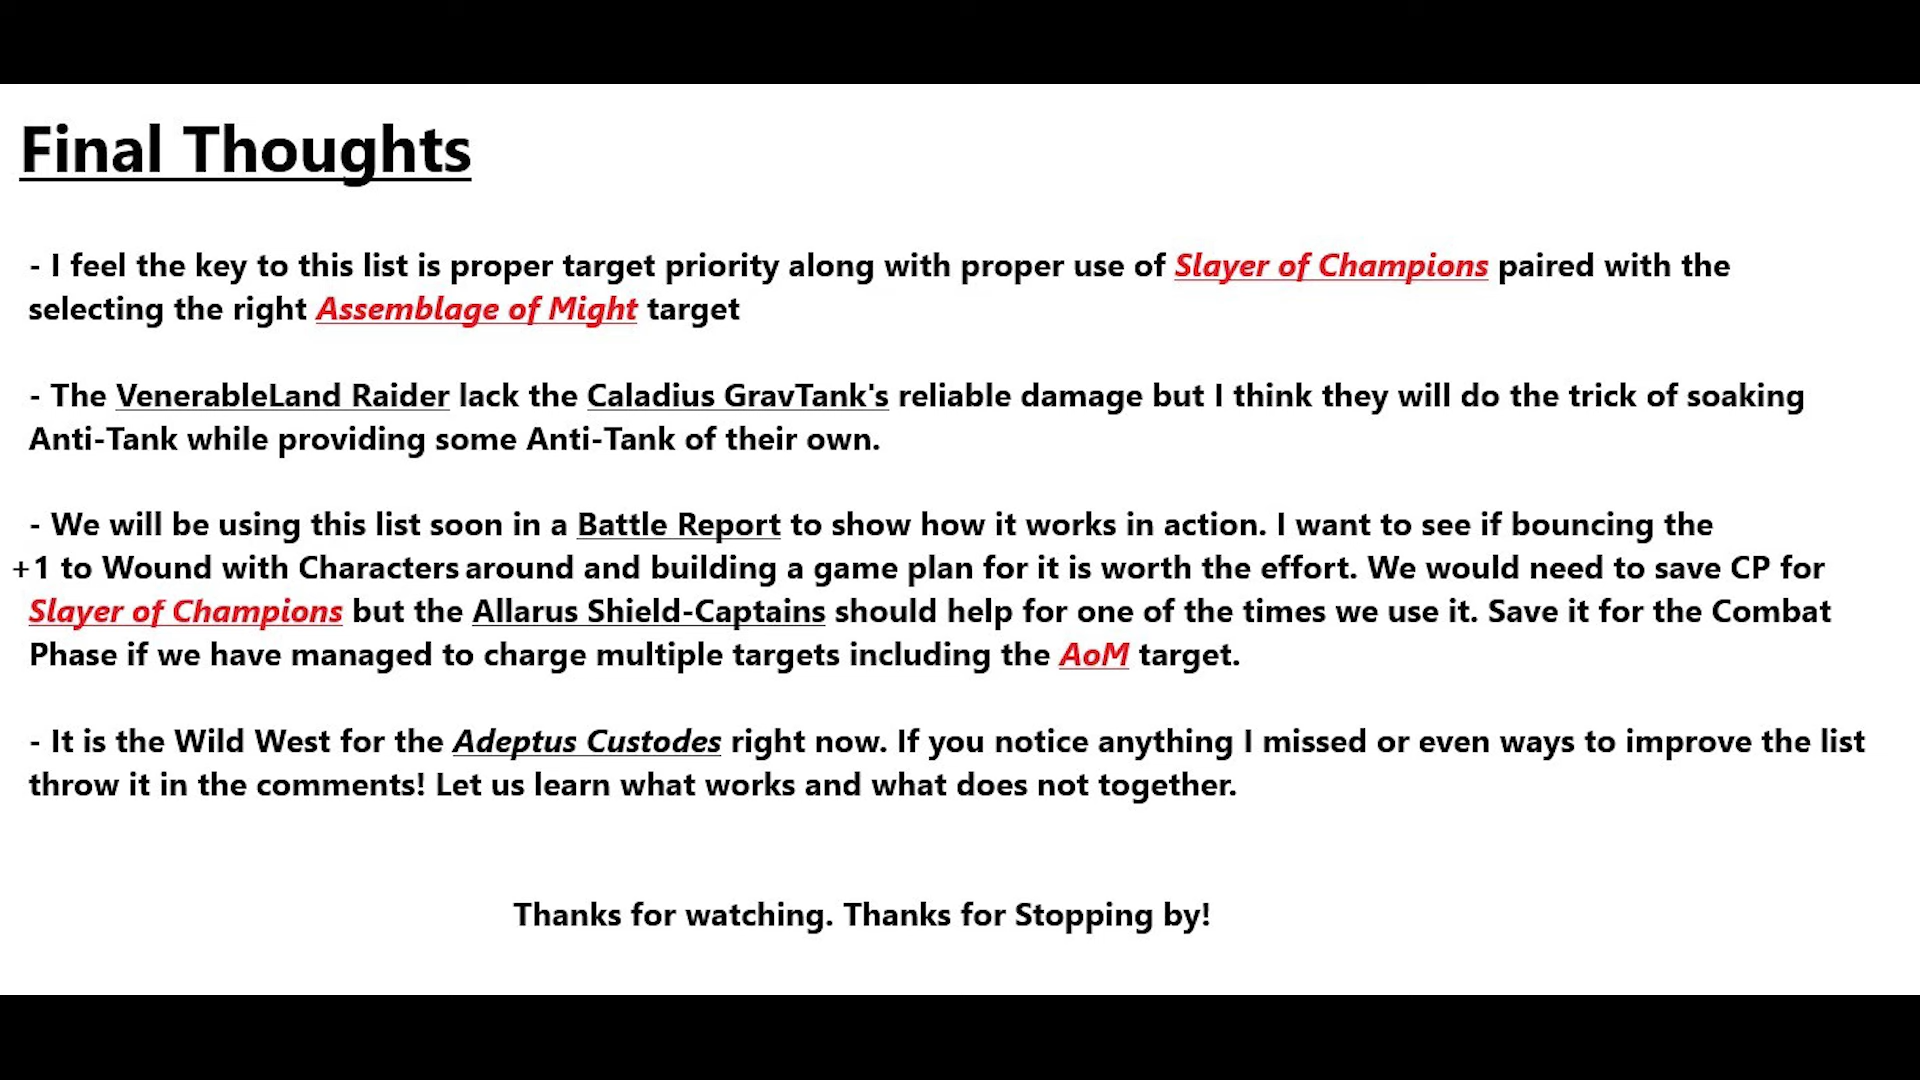 Final Thoughts
- I feel the key to this list is proper target priority along with proper use of Slayer of Champions paired with the
selecting the right Assemblage of Might target
- The VenerableLand Raider lack the Caladius GravTank's reliable damage but I think they will do the trick of soaking
Anti-Tank while providing some Anti-Tank of their own.
- We will be using this list soon in a Battle Report to show how it works in action. I want to see if bouncing the
+1 to Wound with Characters around and building a game plan for it is worth the effort. We would need to save CP for
Slayer of Champions but the Allarus Shield-Captains should help for one of the times we use it. Save it for the Combat
Phase if we have managed to charge multiple targets including the AoM target.
- It is the Wild West for the Adeptus Custodes right now. If you notice anything I missed or even ways to improve the list
throw it in the comments! Let us learn what works and what does not together.
Thanks for watching. Thanks for Stopping by!